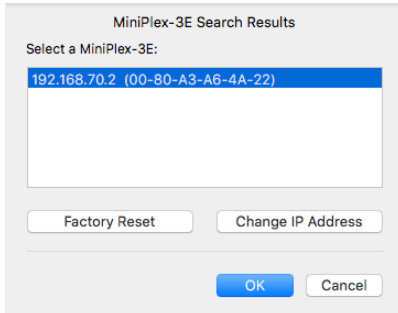 MiniPlex-3E Search Results
Select a MiniPlex-3E:
192.168.70.2  (00-80-A3-A6-4A-22)
Factory Reset
Change IP Address
OK
Cancel